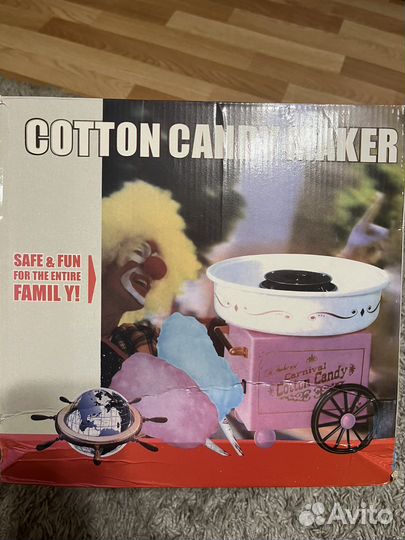 COTTON CANDY MAKER
SAFE & FUN
FOR THE ENTIRE
FAMIL Y!
Carnival
Cotton Candy
Avito